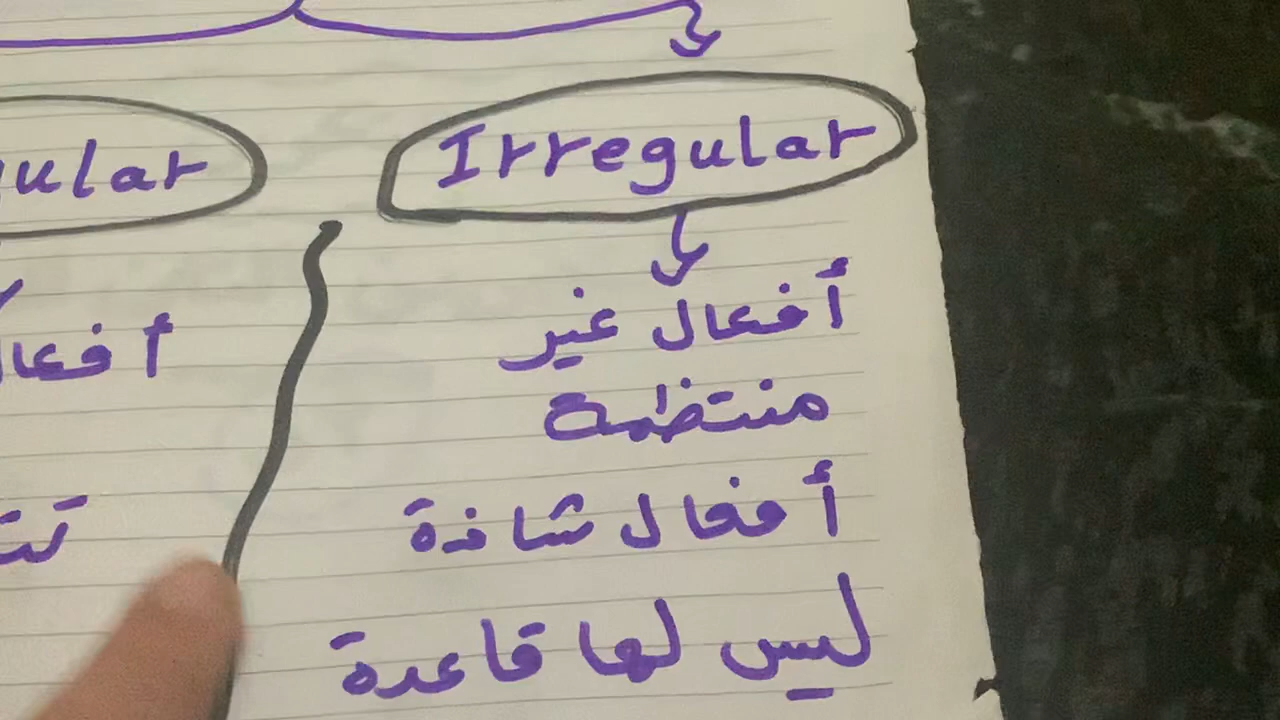 Irregular
أفعال غير
منتظمة
أفعال شاذة
ليس لها قاعدة